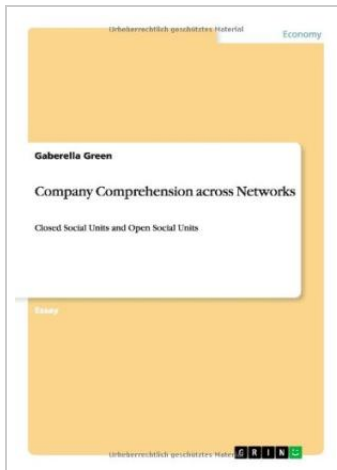 Urheberrechtlich geschütztes Material
Economy
Gaberella Green
Company Comprehension across Networks
Closed Social Units and Open Social Units
Essay
Urheberrechtlich geschütztes Mater
GRIN